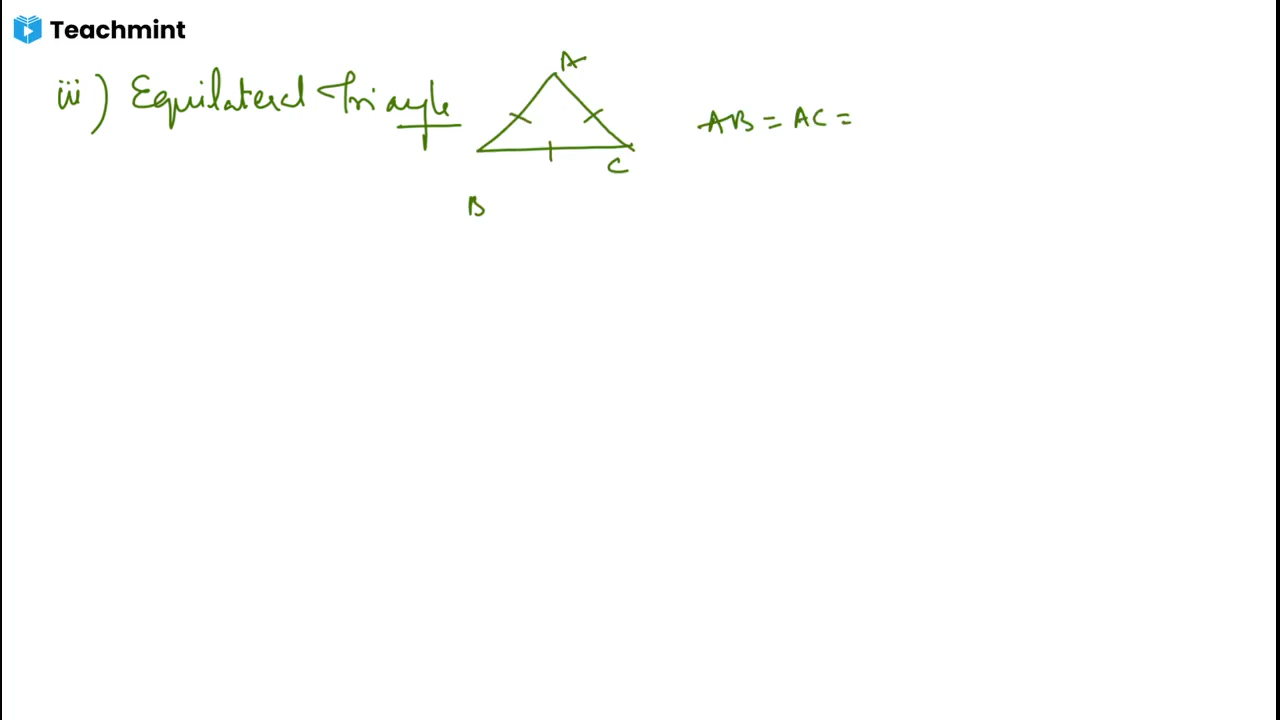 Teachmint
iii) Equilateral Triangle
A
AB = AC =
C
B